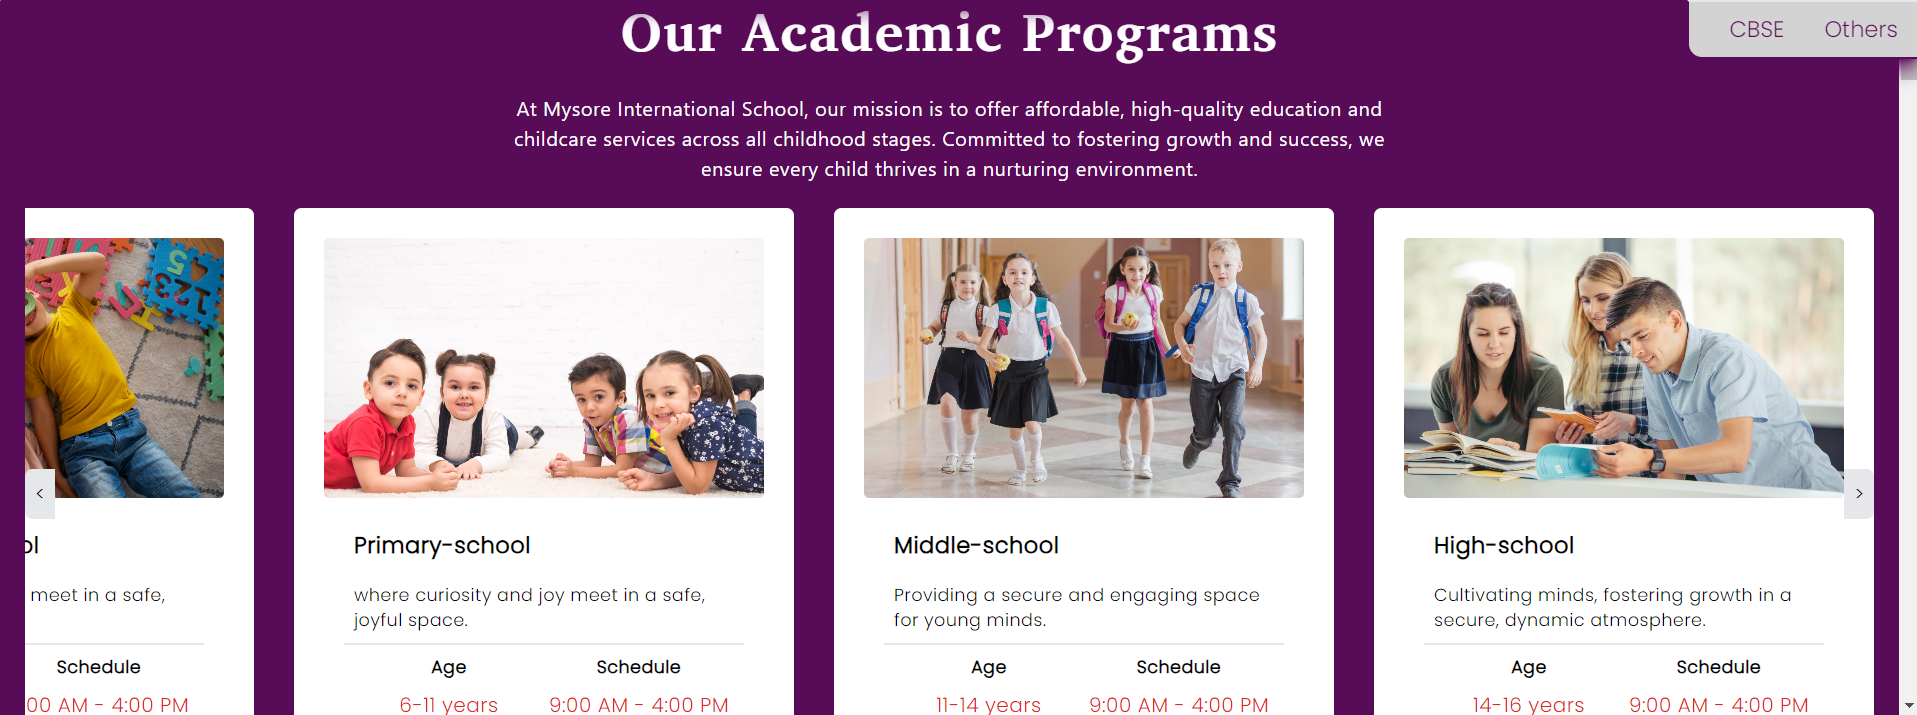 Our Academic Programs
CBSE Others
At Mysore International School, our mission is to offer affordable, high-quality education and
childcare services across all childhood stages. Committed to fostering growth and success, we
ensure every child thrives in a nurturing environment.
meet in a safe,
Schedule
00 AM - 4:00 PM
Primary-school
where curiosity and joy meet in a safe,
joyful space.
Age Schedule
6-11 years 9:00 AM - 4:00 PM
Middle-school
Providing a secure and engaging space
for young minds.
Age Schedule
11-14 years 9:00 AM - 4:00 PM
High-school
Cultivating minds, fostering growth in a
secure, dynamic atmosphere.
Age Schedule
14-16 years 9:00 AM - 4:00 PM